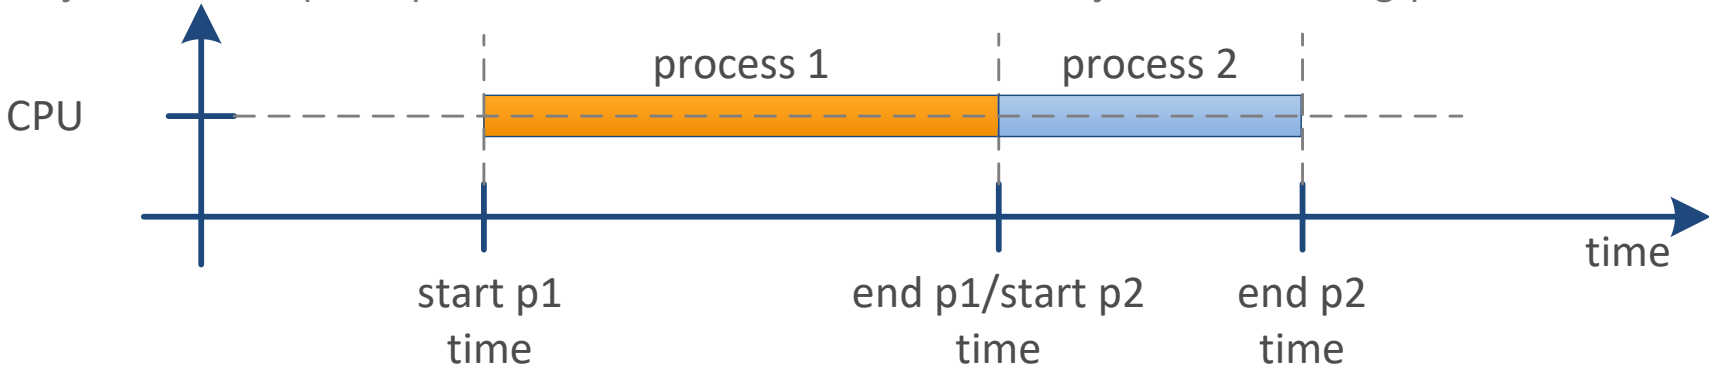 process 1
process 2
CPU
time
start p1
time
end p1/start p2
time
end p2
time